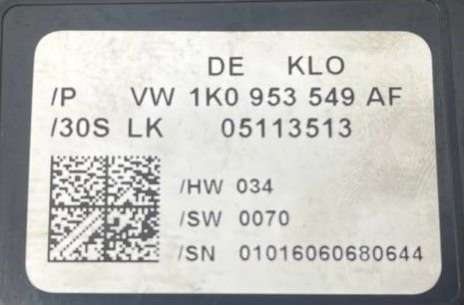 DE KLO
/P VW 1K0 953 549 AF
/30S LK 05113513
/HW 034
/SW 0070
/SN 01016060680644